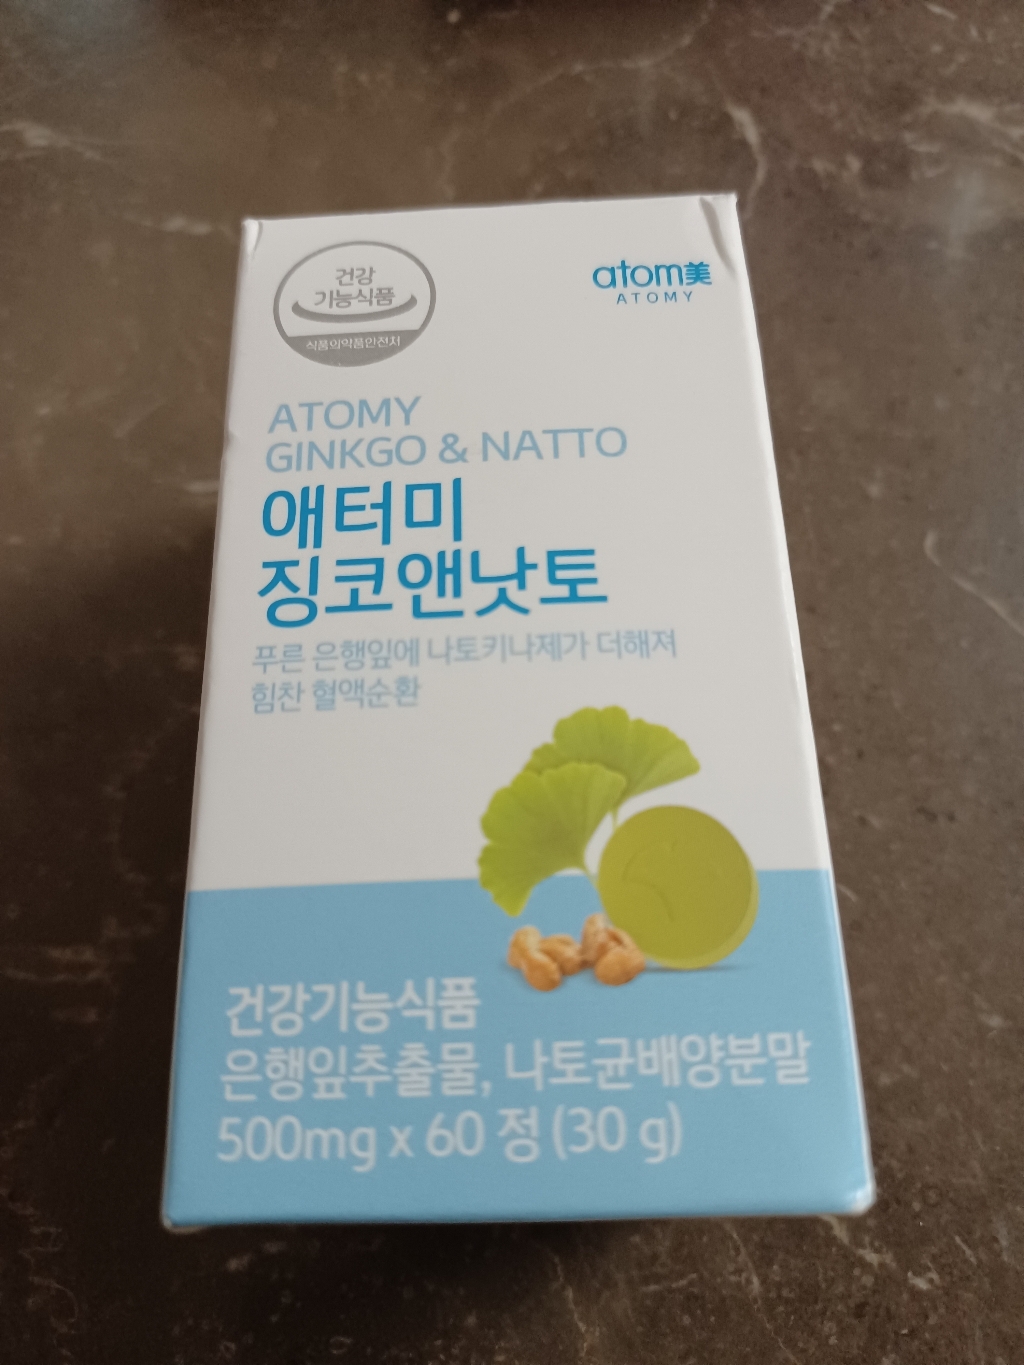 건강
기능식품
식품의약품안전처
atom美
ATOMY
ATOMY
GINKGO & NATTO
애터미
징코앤낫토
푸른 은행잎에 나토키나제가 더해져
힘찬 혈액순환
건강기능식품
은행잎추출물, 나토균배양분말
500mg x 60 정 (30 g)